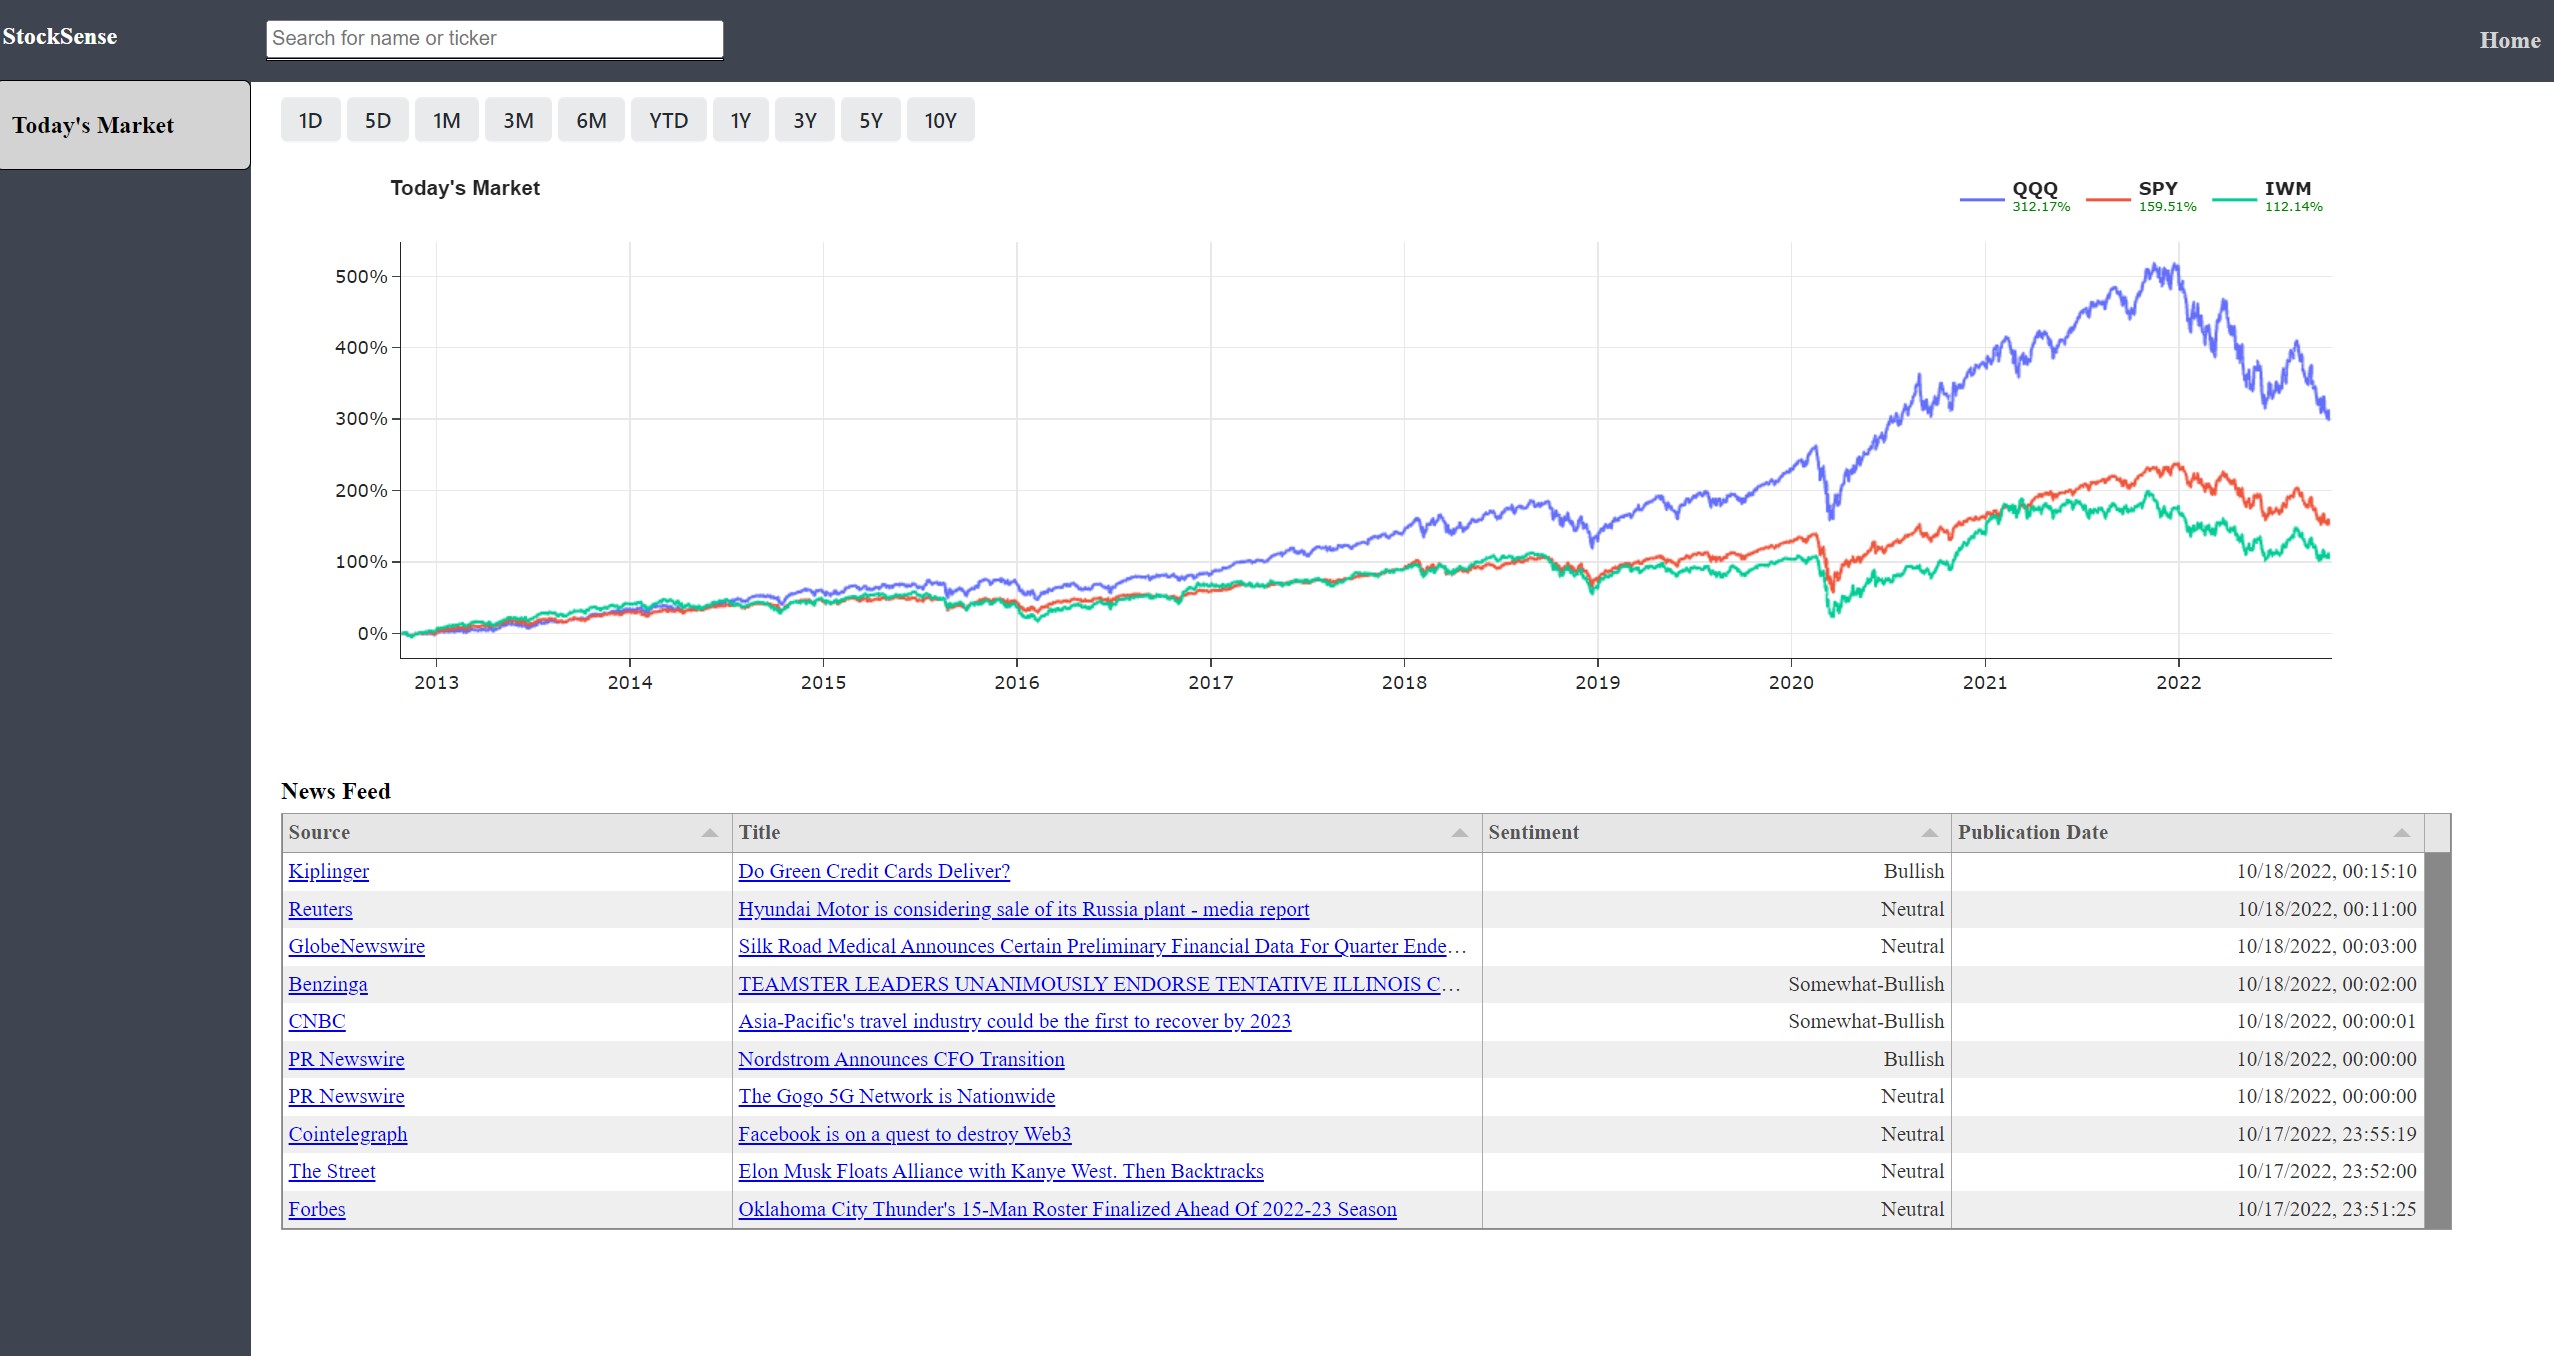 StockSense
Search for name or ticker
Home
Today's Market
1D 5D 1M 3M 6M YTD 1Y 3Y 5Y 10Y
Today's Market
QQQ SPY IWM
312.17% 159.51% 112.14%
500%
400%
300%
200%
100%
0%
2013 2014 2015 2016 2017 2018 2019 2020 2021 2022
News Feed
Source Title Sentiment Publication Date
Kiplinger Do Green Credit Cards Deliver? Bullish 10/18/2022, 00:15:10
Reuters Hyundai Motor is considering sale of its Russia plant - media report Neutral 10/18/2022, 00:11:00
GlobeNewswire Silk Road Medical Announces Certain Preliminary Financial Data For Quarter Ende... Neutral 10/18/2022, 00:03:00
Benzinga TEAMSTER LEADERS UNANIMOUSLY ENDORSE TENTATIVE ILLINOIS C... Somewhat-Bullish 10/18/2022, 00:02:00
CNBC Asia-Pacific's travel industry could be the first to recover by 2023 Somewhat-Bullish 10/18/2022, 00:00:01
PR Newswire Nordstrom Announces CFO Transition Bullish 10/18/2022, 00:00:00
PR Newswire The Gogo 5G Network is Nationwide Neutral 10/18/2022, 00:00:00
Cointelegraph Facebook is on a quest to destroy Web3 Neutral 10/17/2022, 23:55:19
The Street Elon Musk Floats Alliance with Kanye West. Then Backtracks Neutral 10/17/2022, 23:52:00
Forbes Oklahoma City Thunder's 15-Man Roster Finalized Ahead Of 2022-23 Season Neutral 10/17/2022, 23:51:25